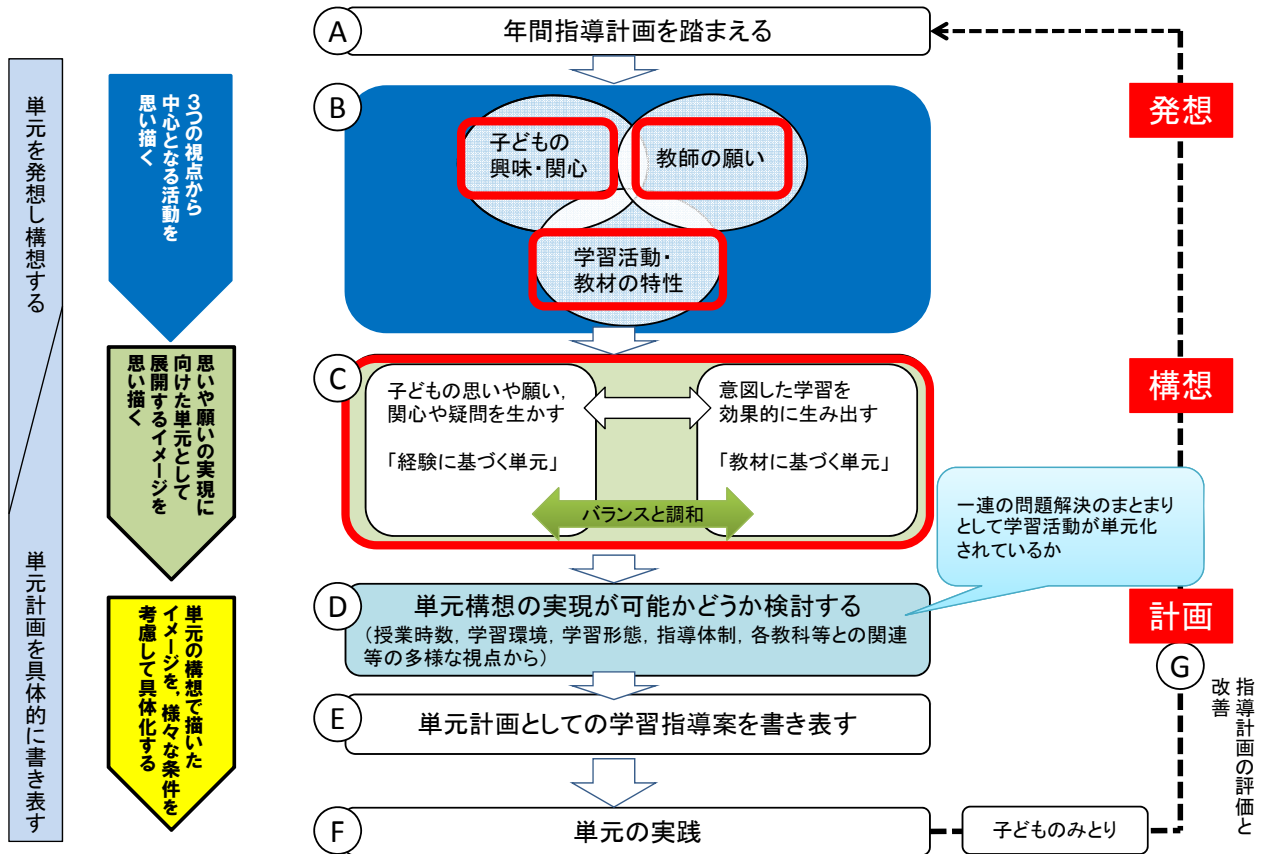 A
年間指導計画を踏まえる
単元を発想し構想する
単元計画を具体的に書き表す
3つの視点から
中心となる活動を
思い描く
B
子どもの
興味・関心
教師の願い
学習活動・
教材の特性
発想
思いや願いの実現に
向けた単元として
展開するイメージを
思い描く
C
子どもの思いや願い,
関心や疑問を生かす
「経験に基づく単元」
意図した学習を
効果的に生み出す
「教材に基づく単元」
バランスと調和
構想
一連の問題解決のまとまり
として学習活動が単元化
されているか
単元の構想で描いた
イメージを, 様々な条件を
考慮して具体化する
D
単元構想の実現が可能かどうか検討する
(授業時数, 学習環境, 学習形態, 指導体制, 各教科等との関連
等の多様な視点から)
計画
G
指導計画の評価と
改善
E
単元計画としての学習指導案を書き表す
F
単元の実践
子どものみとり